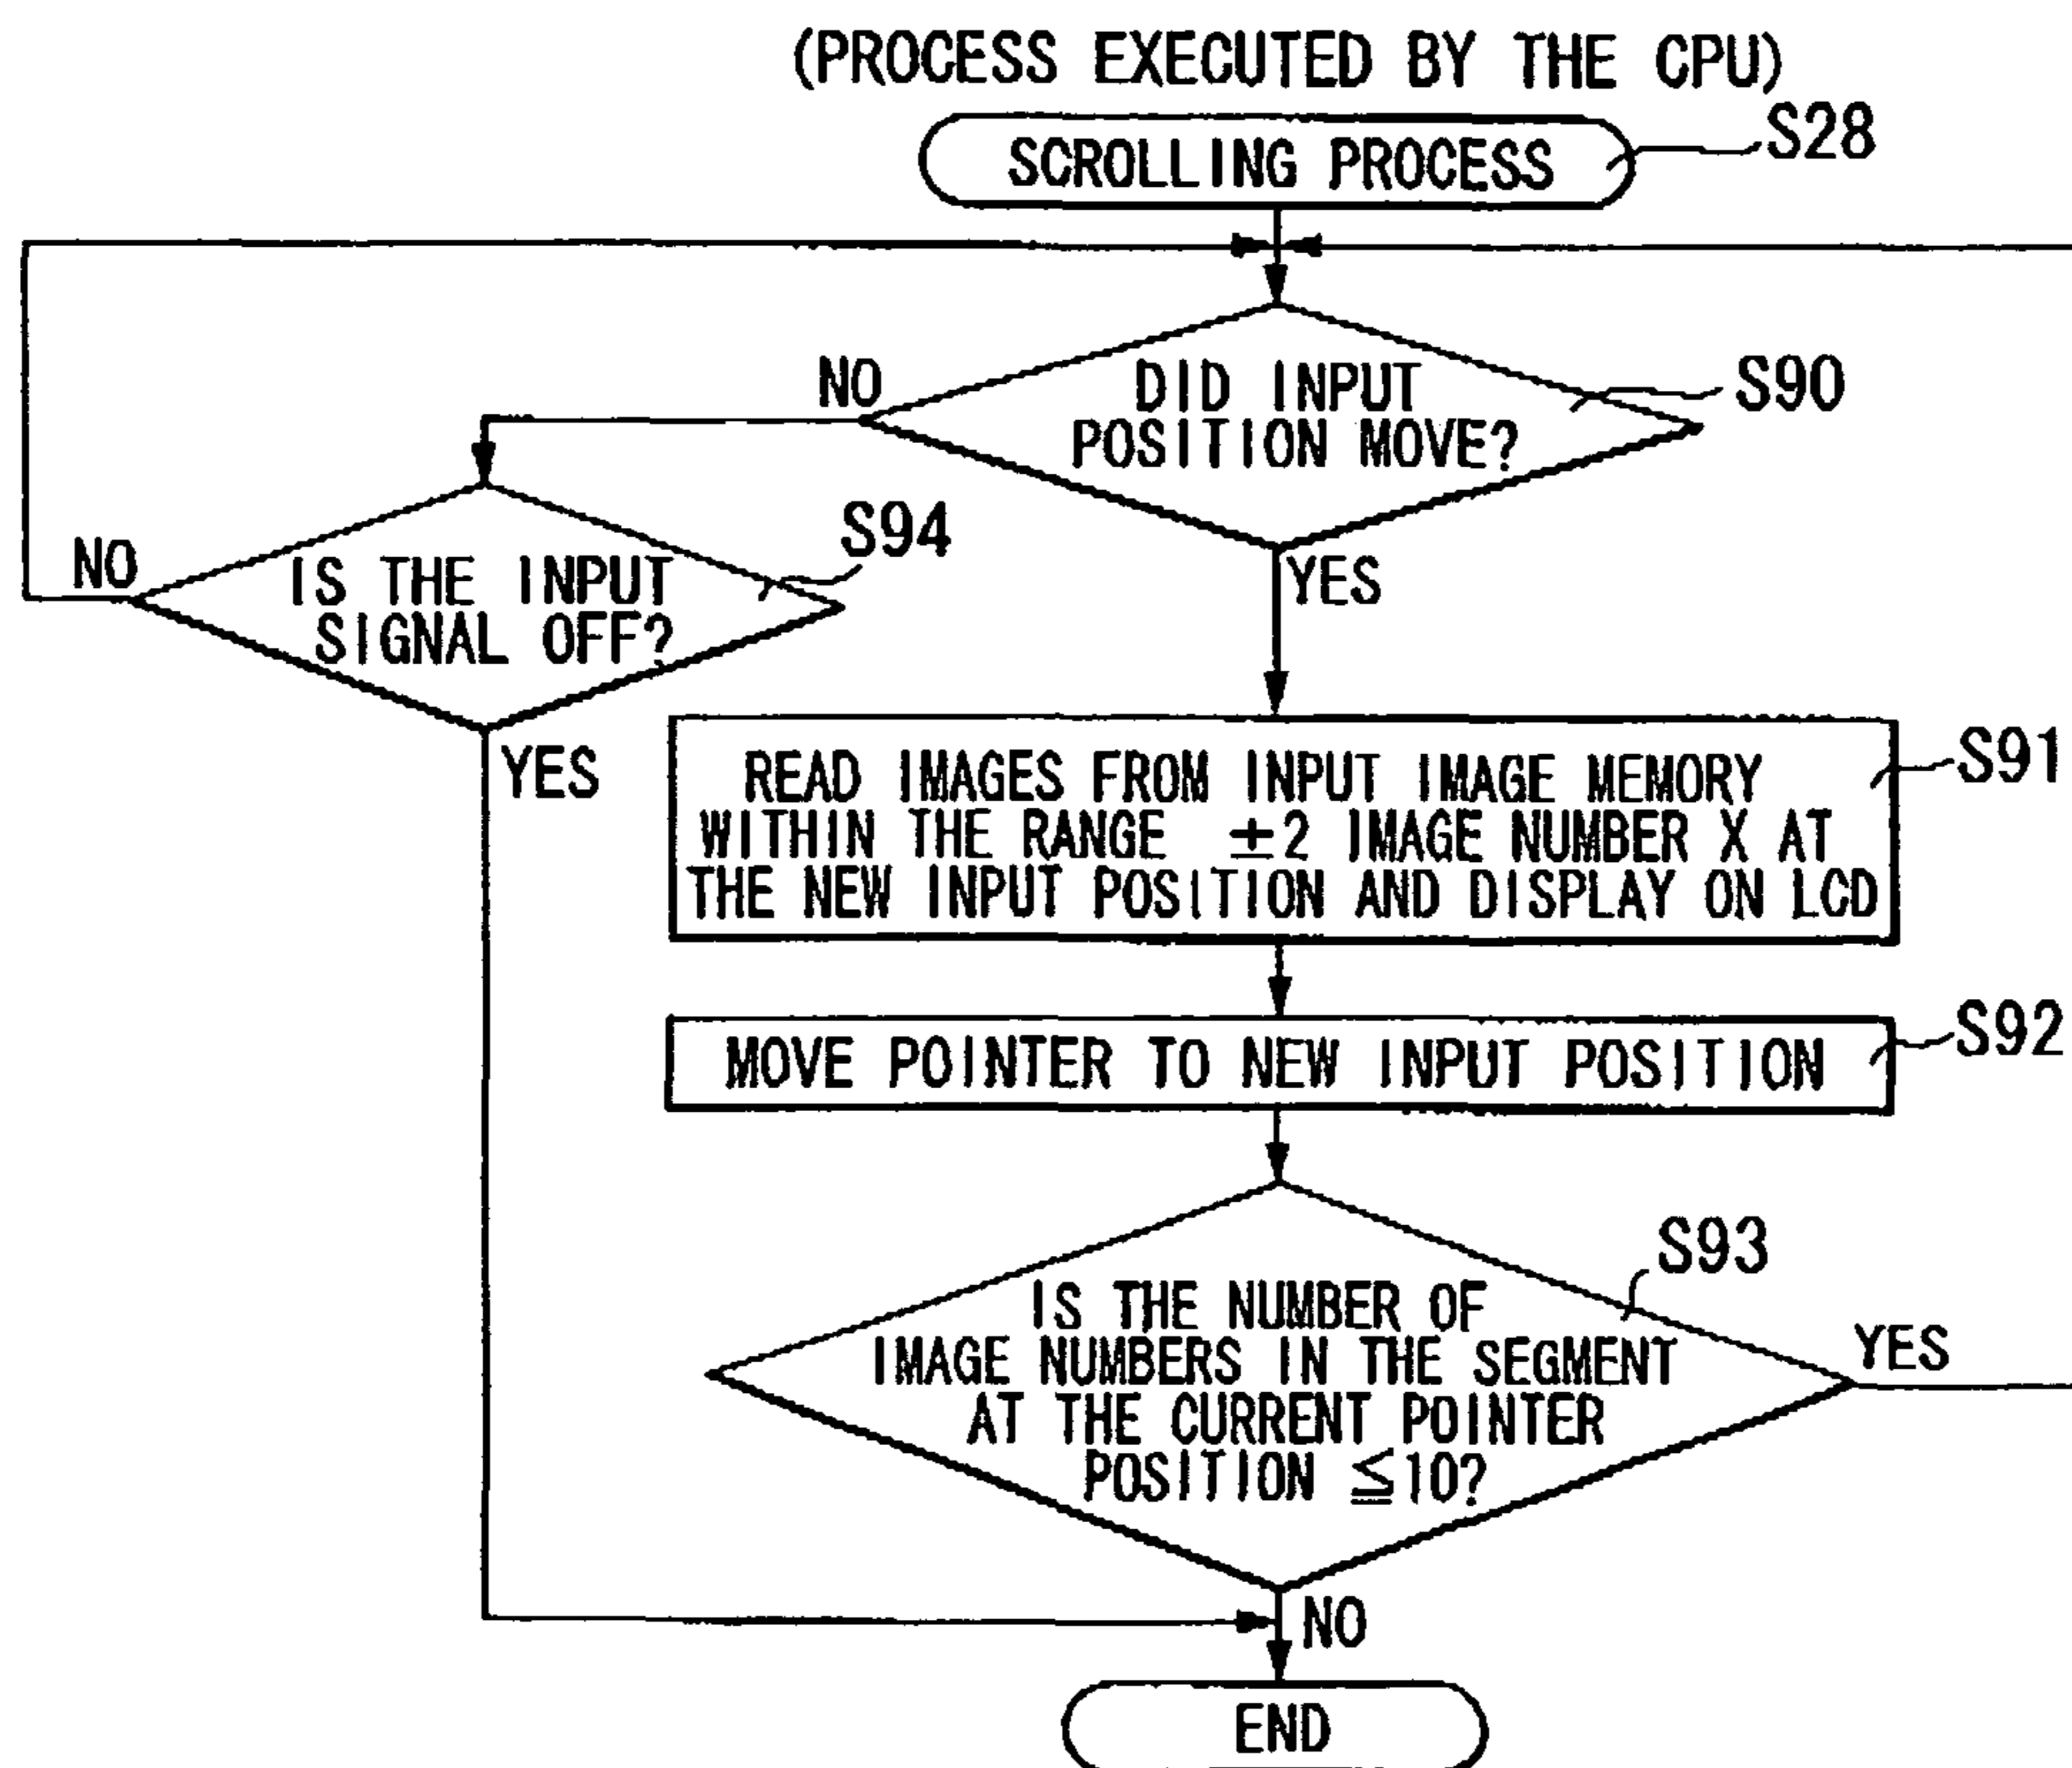 (PROCESS EXECUTED BY THE CPU)
SCROLLING PROCESS
S28
DID INPUT
POSITION MOVE?
S90
NO
YES
IS THE INPUT
SIGNAL OFF?
S94
NO
YES
READ IMAGES FROM INPUT IMAGE MEMORY
WITHIN THE RANGE ±2 IMAGE NUMBER X AT
THE NEW INPUT POSITION AND DISPLAY ON LCD
S91
MOVE POINTER TO NEW INPUT POSITION
S92
IS THE NUMBER OF
IMAGE NUMBERS IN THE SEGMENT
AT THE CURRENT POINTER
POSITION ≦10?
S93
YES
NO
END